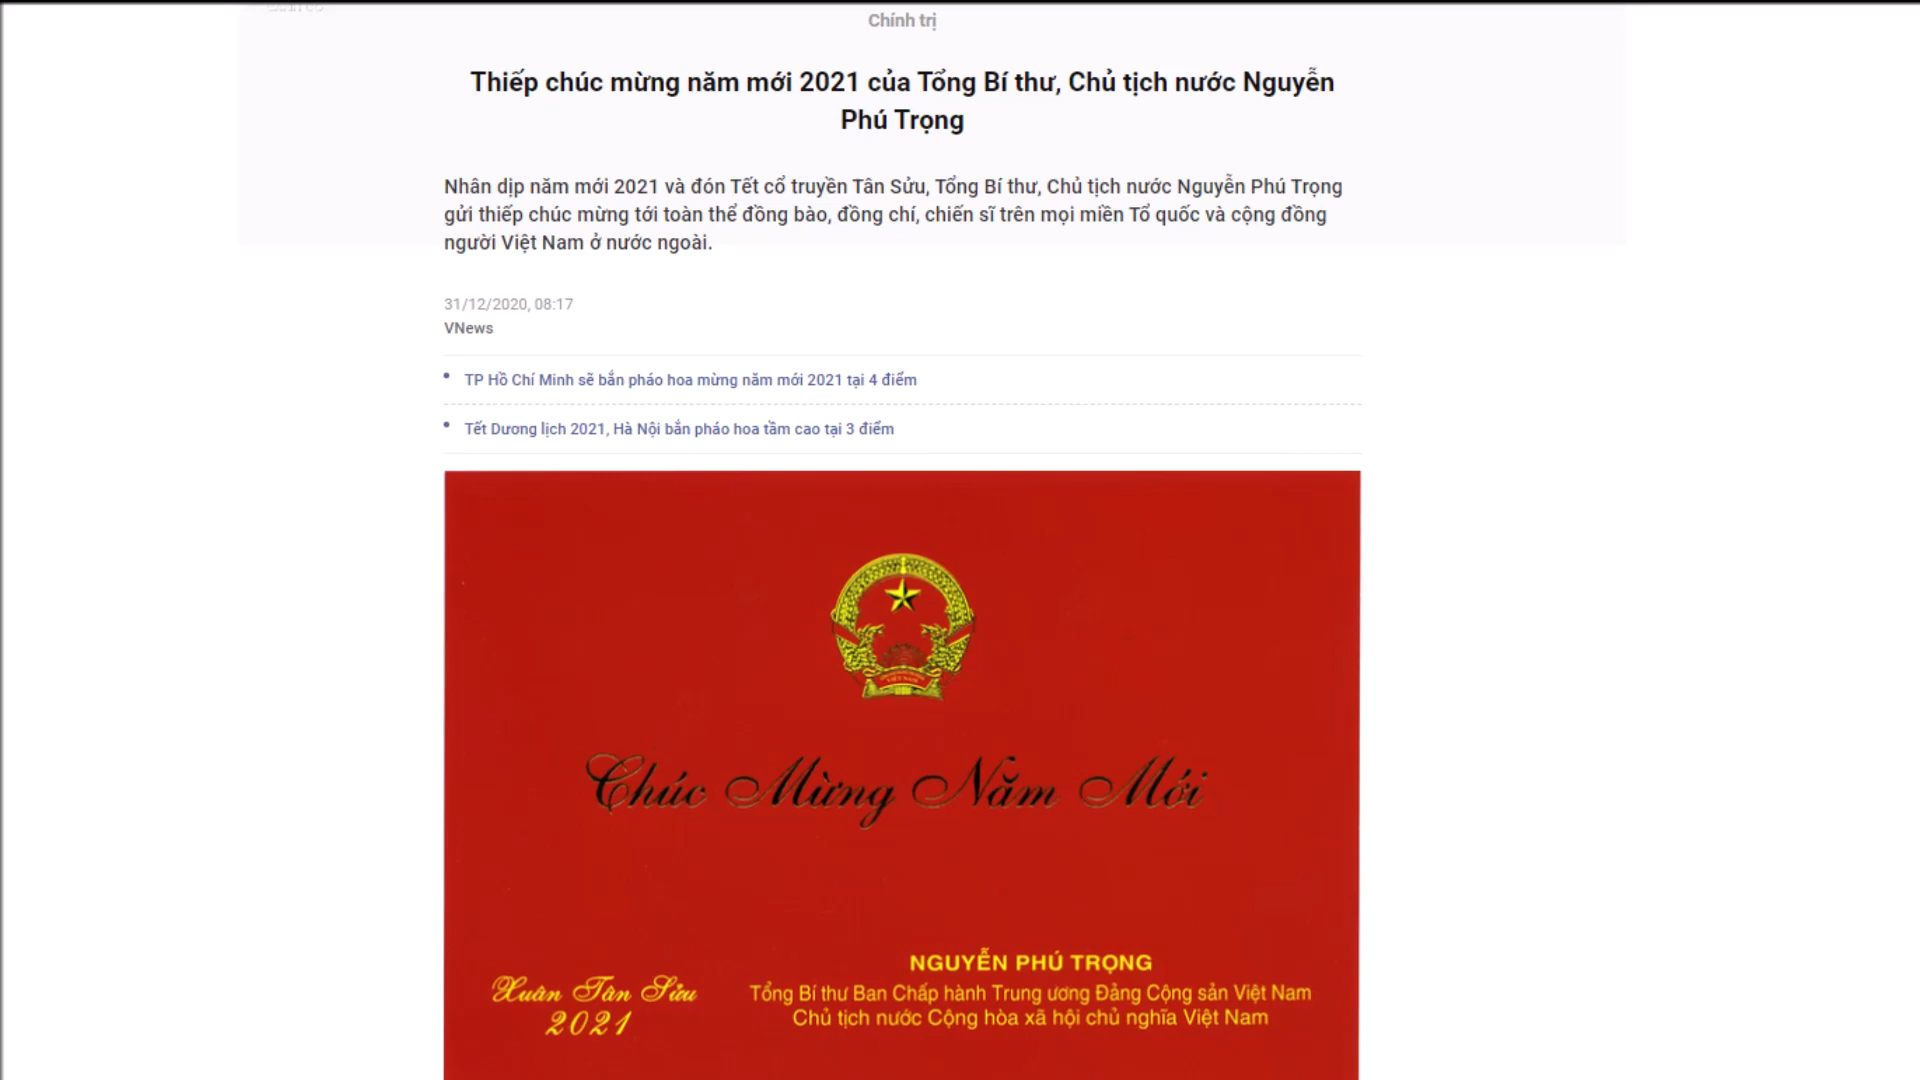 Chính trị
Thiếp chúc mừng năm mới 2021 của Tổng Bí thư, Chủ tịch nước Nguyễn
Phú Trọng
Nhân dịp năm mới 2021 và đón Tết cổ truyền Tân Sửu, Tổng Bí thư, Chủ tịch nước Nguyễn Phú Trọng
gửi thiếp chúc mừng tới toàn thể đồng bào, đồng chí, chiến sĩ trên mọi miền Tổ quốc và cộng đồng
người Việt Nam ở nước ngoài.
31/12/2020, 08:17
VNews
TP Hồ Chí Minh sẽ bắn pháo hoa mừng năm mới 2021 tại 4 điểm
Tết Dương lịch 2021, Hà Nội bắn pháo hoa tầm cao tại 3 điểm
VIỆT NAM
Chúc Mừng Năm Mới
NGUYỄN PHÚ TRỌNG
Xuân Tân Sửu
2021
Tổng Bí thư Ban Chấp hành Trung ương Đảng Cộng sản Việt Nam
Chủ tịch nước Cộng hòa xã hội chủ nghĩa Việt Nam